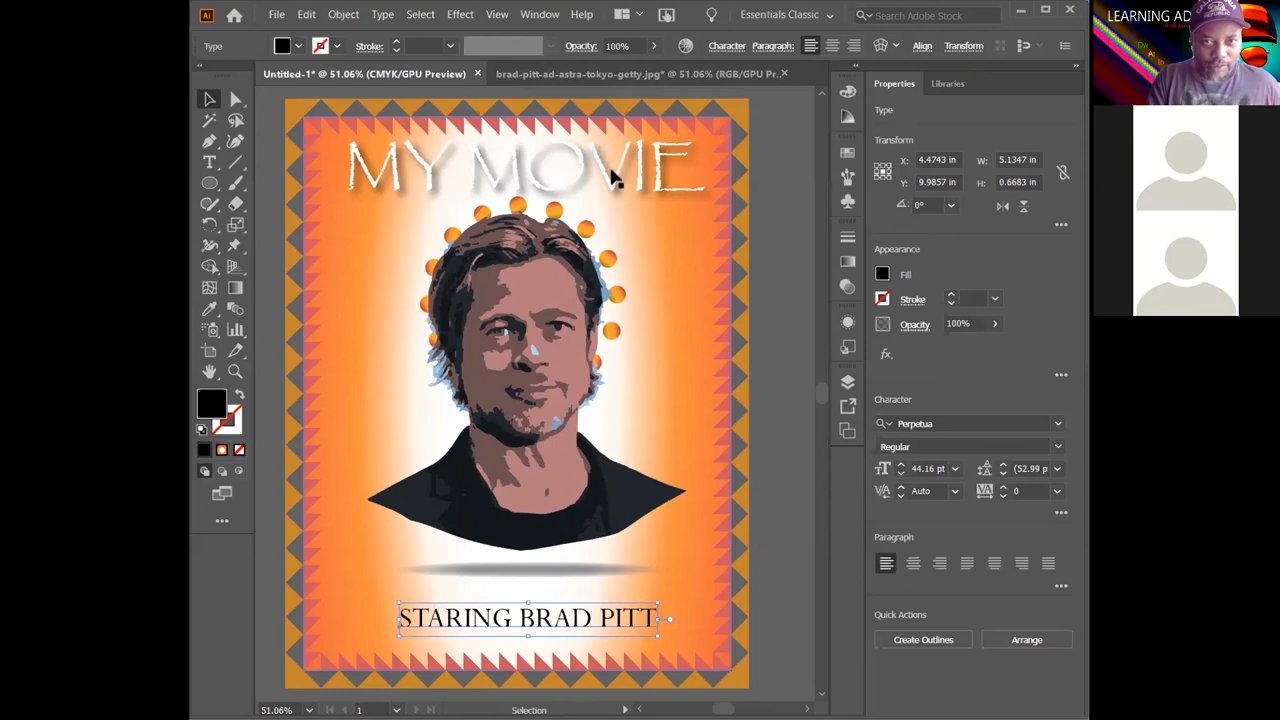 Ai File Edit Object Type Select Effect View Window Help Essentials Classic Search Adobe Stock
LEARNING AD
Dw
Ai
Type Stroke: Opacity: 100% Character Paragraph: Align Transform
Untitled-1* @ 51.06% (CMYK/GPU Preview) × brad-pitt-ad-astra-tokyo-getty.jpg* @ 51.06% (RGB/GPU Pr... ×
Properties Libraries
Type
Transform
X: 4.4743 in W: 5.1347 in
Y: 9.9857 in H: 0.6683 in
0°
Appearance
Fill
Stroke
Opacity 100%
fx.
Character
Perpetua
Regular
44.16 pt (52.99 p
Auto 0
Paragraph
Quick Actions
Create Outlines Arrange
MY MOVIE
STARING BRAD PITT
51.06% 1 Selection